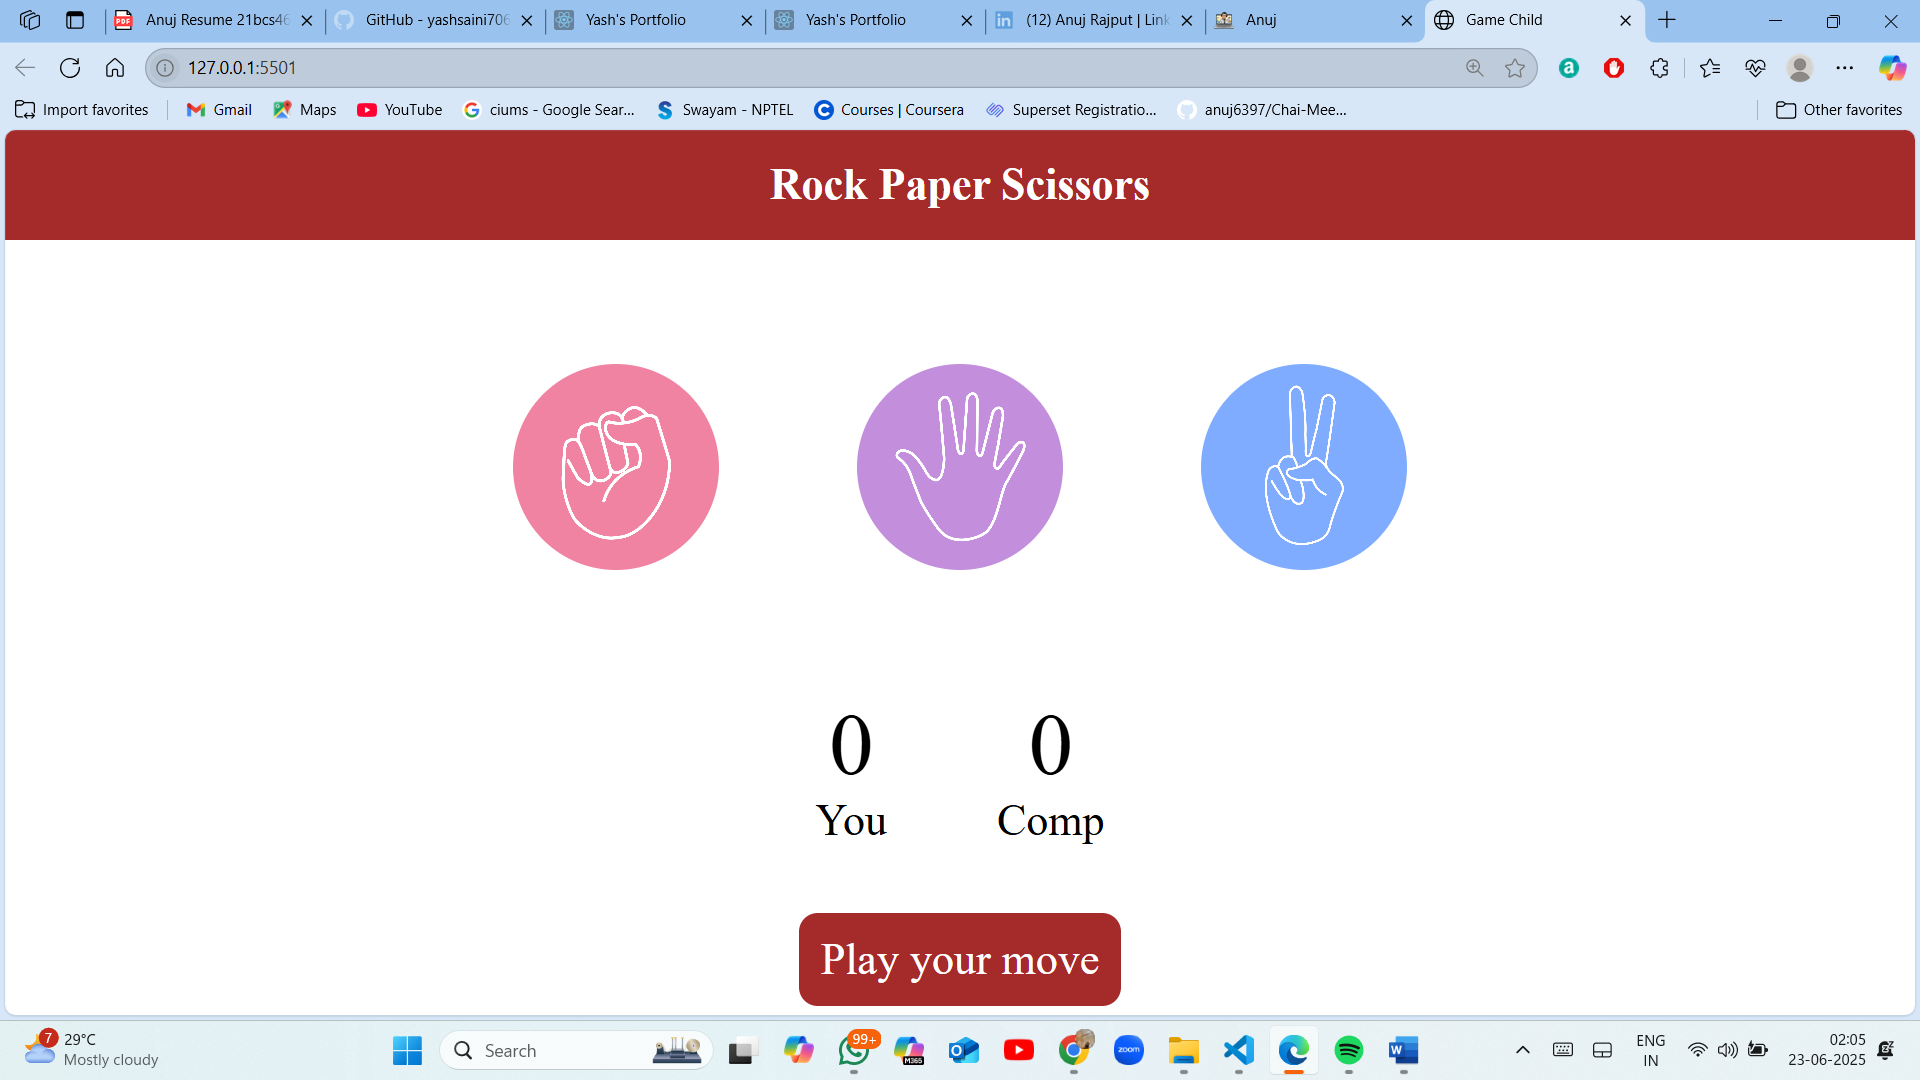 Anuj Resume 21bcs46
GitHub - yashsaini706
Yash's Portfolio
Yash's Portfolio
(12) Anuj Rajput | Link
Anuj
Game Child
127.0.0.1:5501
Import favorites
Gmail
Maps
YouTube
ciums - Google Sear...
Swayam - NPTEL
Courses | Coursera
Superset Registratio...
anuj6397/Chai-Mee...
Other favorites
Rock Paper Scissors
0
0
You
Comp
Play your move
7
29°C
Mostly cloudy
Search
99+
M365
zoom
ENG
IN
02:05
23-06-2025